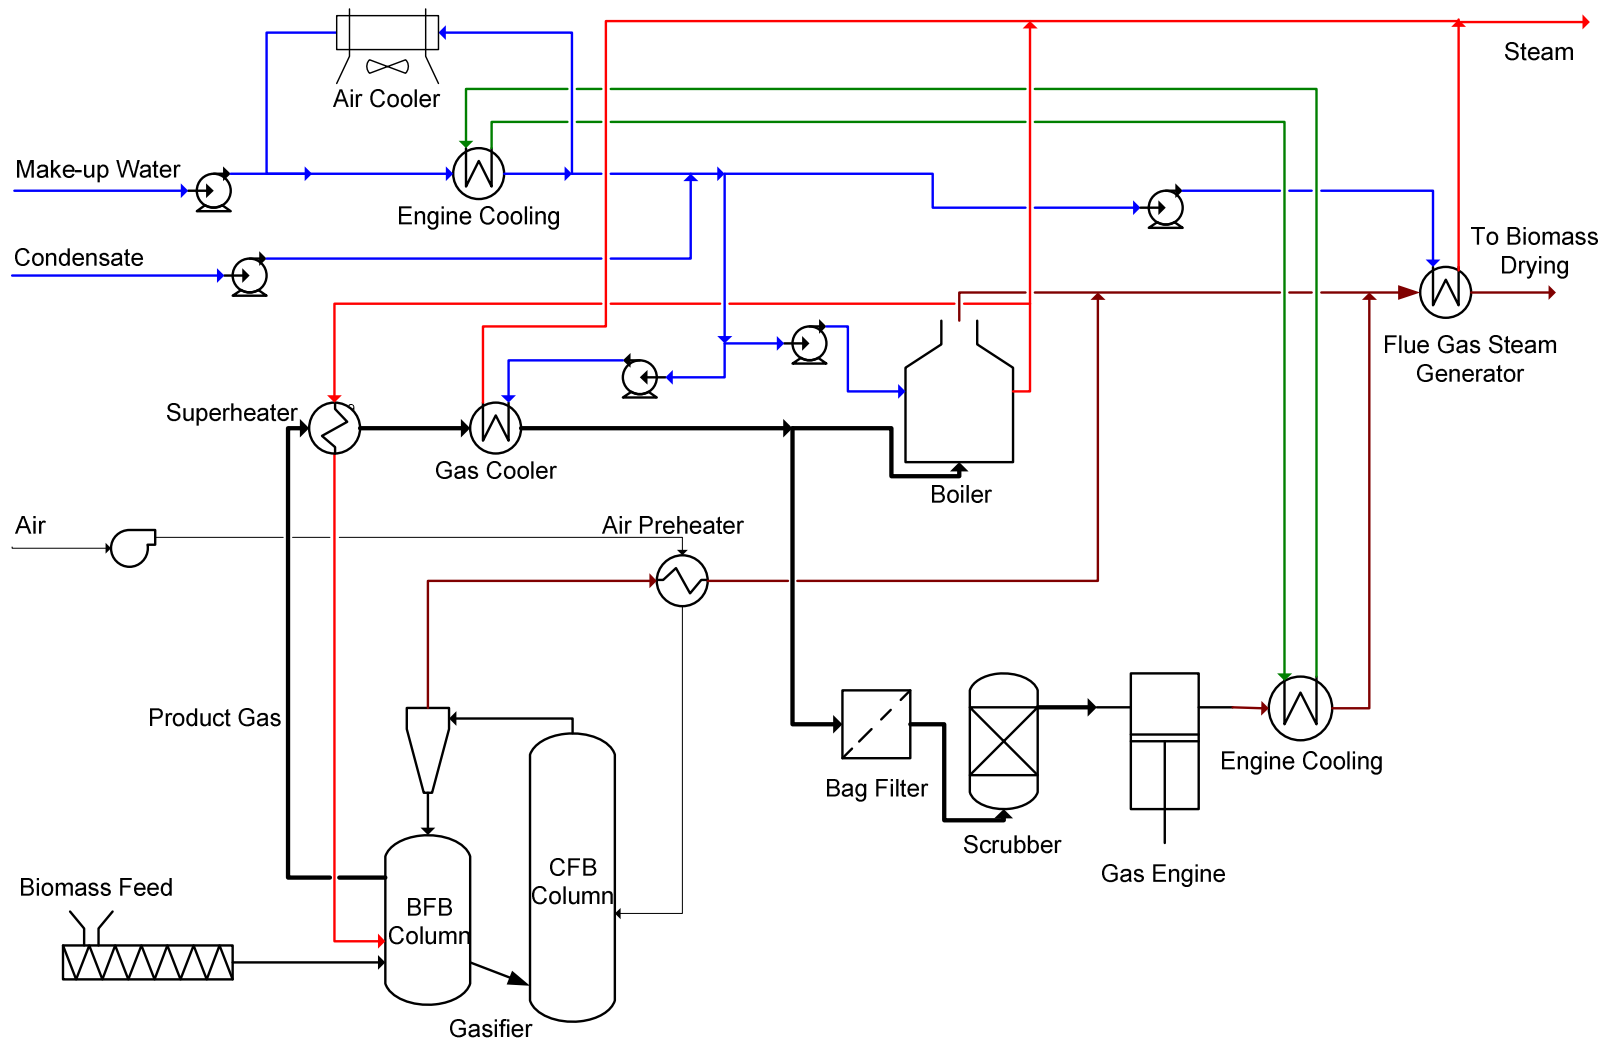 Steam
Air Cooler
Make-up Water
Engine Cooling
To Biomass
Drying
Condensate
Flue Gas Steam
Generator
Superheater
Gas Cooler
Boiler
Air
Air Preheater
Product Gas
Engine Cooling
Bag Filter
Scrubber
Gas Engine
Biomass Feed
CFB
Column
BFB
Column
Gasifier